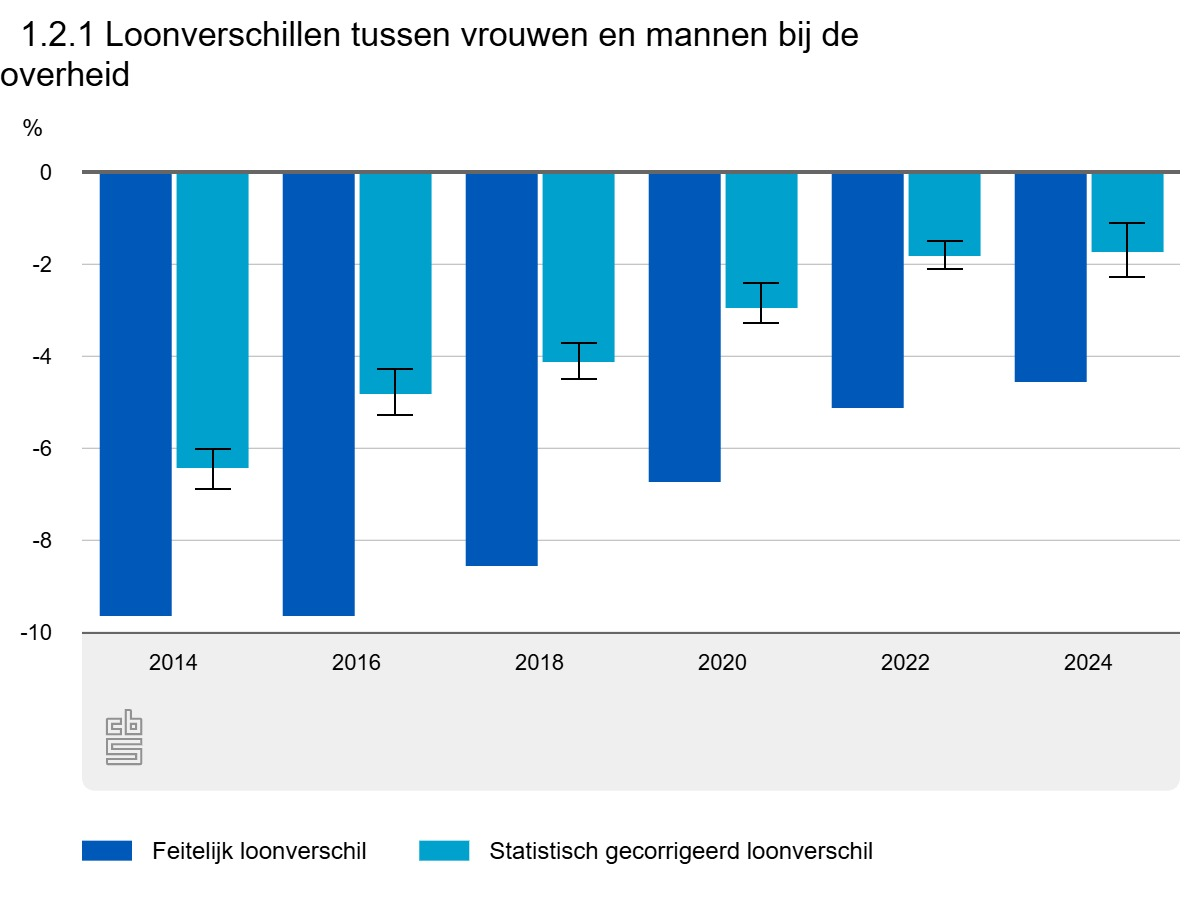 1.2.1 Loonverschillen tussen vrouwen en mannen bij de
overheid
%
0
-2
-4
-6
-8
-10
2014 2016 2018 2020 2022 2024
cbs
Feitelijk loonverschil Statistisch gecorrigeerd loonverschil